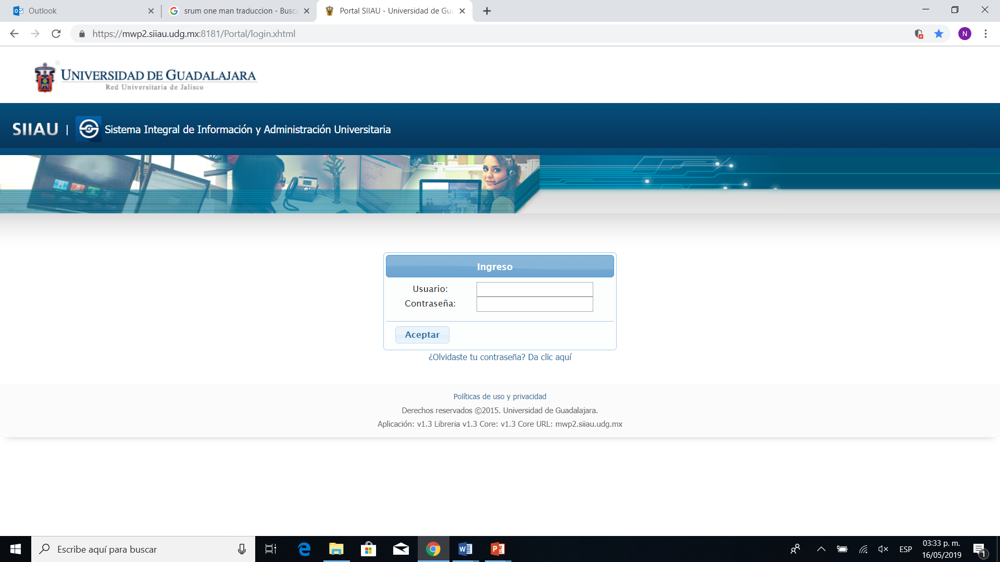 Outlook
srum one man traduccion - Busca
Portal SIIAU - Universidad de Gua
https://mwp2.siiau.udg.mx:8181/Portal/login.xhtml
N
UNIVERSIDAD DE GUADALAJARA
Red Universitaria de Jalisco
SIIAU | Sistema Integral de Información y Administración Universitaria
Ingreso
Usuario:
Contraseña:
Aceptar
¿Olvidaste tu contraseña? Da clic aquí
Políticas de uso y privacidad
Derechos reservados ©2015. Universidad de Guadalajara.
Aplicación: v1.3 Libreria v1.3 Core: v1.3 Core URL: mwp2.siiau.udg.mx
Escribe aquí para buscar
ESP
03:33 p. m.
16/05/2019
1